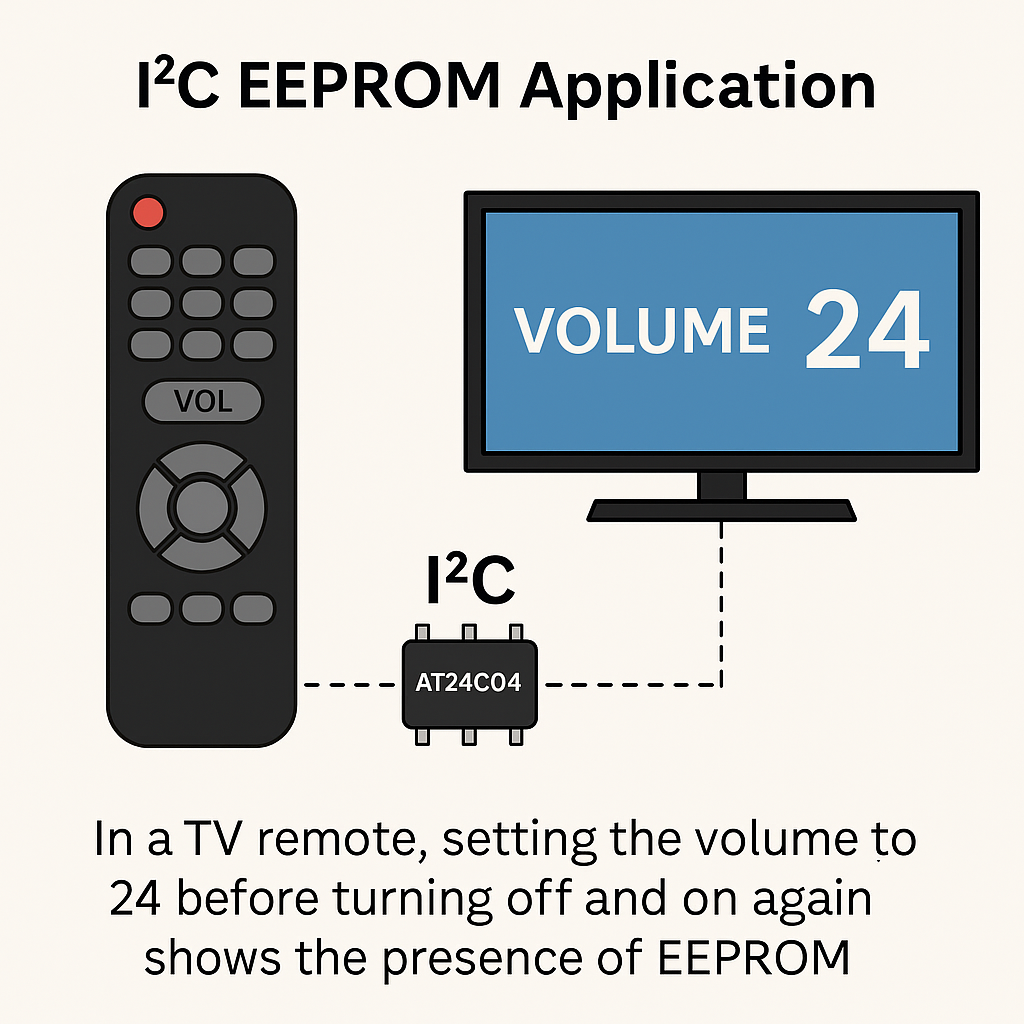 I²C EEPROM Application
VOLUME 24
VOL
I²C
AT24C04
In a TV remote, setting the volume to
24 before turning off and on again
shows the presence of EEPROM